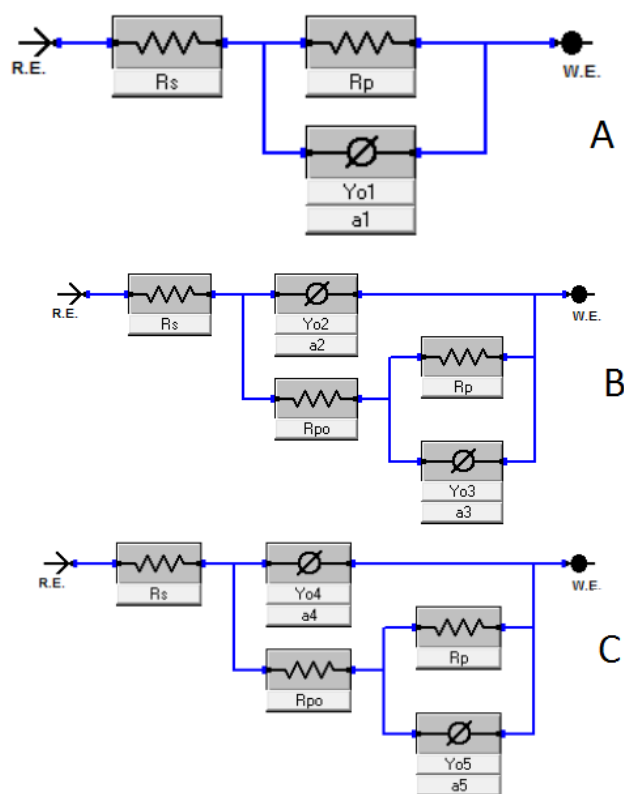 R.E.
Rs
Rp
W.E.
Yo1
a1
A
R.E.
Rs
Yo2
a2
W.E.
Rpo
Rp
Yo3
a3
B
R.E.
Rs
Yo4
a4
W.E.
Rpo
Rp
Yo5
a5
C